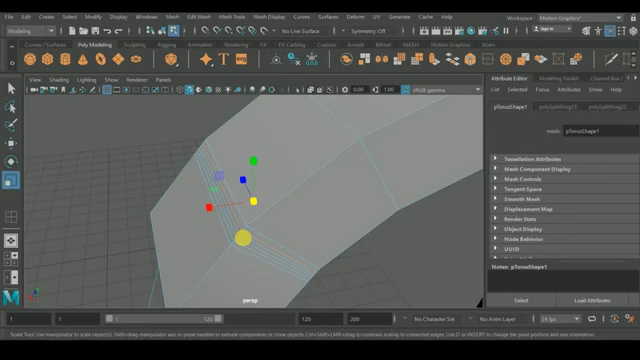 File Edit Create Select Modify Display Windows Mesh Edit Mesh Mesh Tools Mesh Display Curves Surfaces Deform UV Generate Cache Arnold Help
Workspace: Motion Graphics
Modeling
No Live Surface
Symmetry: Off
Sign In
Curves / Surfaces Poly Modeling Sculpting Rigging Animation Rendering FX FX Caching Custom Arnold Bifrost MASH Motion Graphics XGen
View Shading Lighting Show Renderer Panels
0.00
1.00
sRGB gamma
Attribute Editor Modeling Toolkit Channel Box /
List Selected Focus Attributes Show Help
pTorusShape1 polySplitRing23 polySplitRing22
mesh: pTorusShape1
Tessellation Attributes
Mesh Component Display
Mesh Controls
Tangent Space
Smooth Mesh
Displacement Map
Render Stats
Object Display
Node Behavior
UUID
Notes: pTorusShape1
Select Load Attributes
persp
1 1 1 120 120 200 No Character Set No Anim Layer 24 fps
Scale Tool: Use manipulator to scale object(s). Shift+drag manipulator axis or plane handles to extrude components or clone objects. Ctrl+Shift+LMB+drag to constrain scaling to connected edges. Use D or INSERT to change the pivot position and axis orientation.